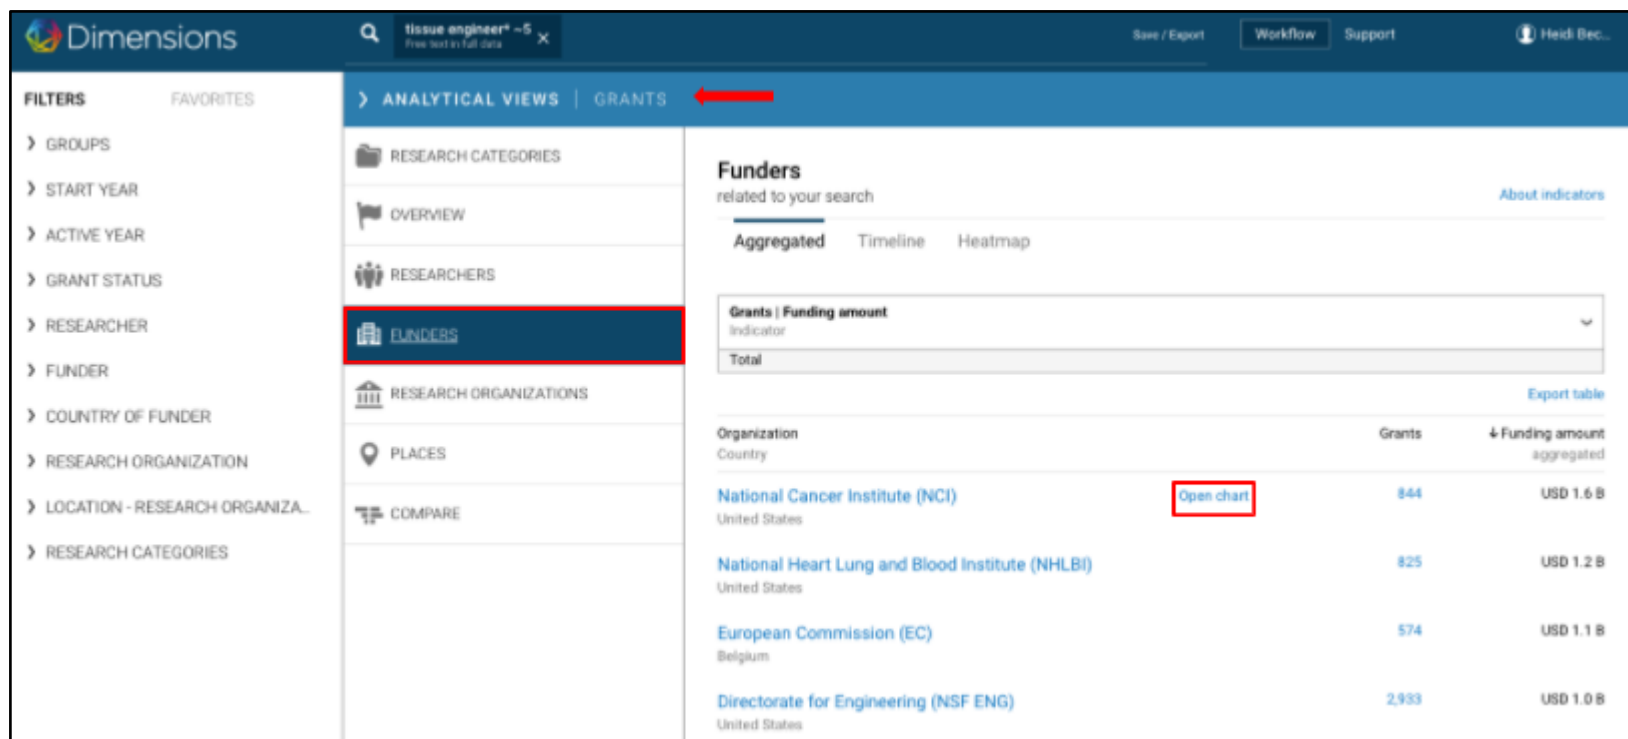 Dimensions
tissue engineer* ~5
Free text in full data
Save / Export
Workflow
Support
Heidi Bec...
FILTERS
FAVORITES
GROUPS
START YEAR
ACTIVE YEAR
GRANT STATUS
RESEARCHER
FUNDER
COUNTRY OF FUNDER
RESEARCH ORGANIZATION
LOCATION - RESEARCH ORGANIZA...
RESEARCH CATEGORIES
ANALYTICAL VIEWS | GRANTS
RESEARCH CATEGORIES
OVERVIEW
RESEARCHERS
FUNDERS
RESEARCH ORGANIZATIONS
PLACES
COMPARE
Funders
related to your search
About indicators
Aggregated Timeline Heatmap
Grants | Funding amount
Indicator
Total
Export table
Organization Grants Funding amount
Country aggregated
National Cancer Institute (NCI) Open chart 844 USD 1.6 B
United States
National Heart Lung and Blood Institute (NHLBI) 825 USD 1.2 B
United States
European Commission (EC) 574 USD 1.1 B
Belgium
Directorate for Engineering (NSF ENG) 2,933 USD 1.0 B
United States